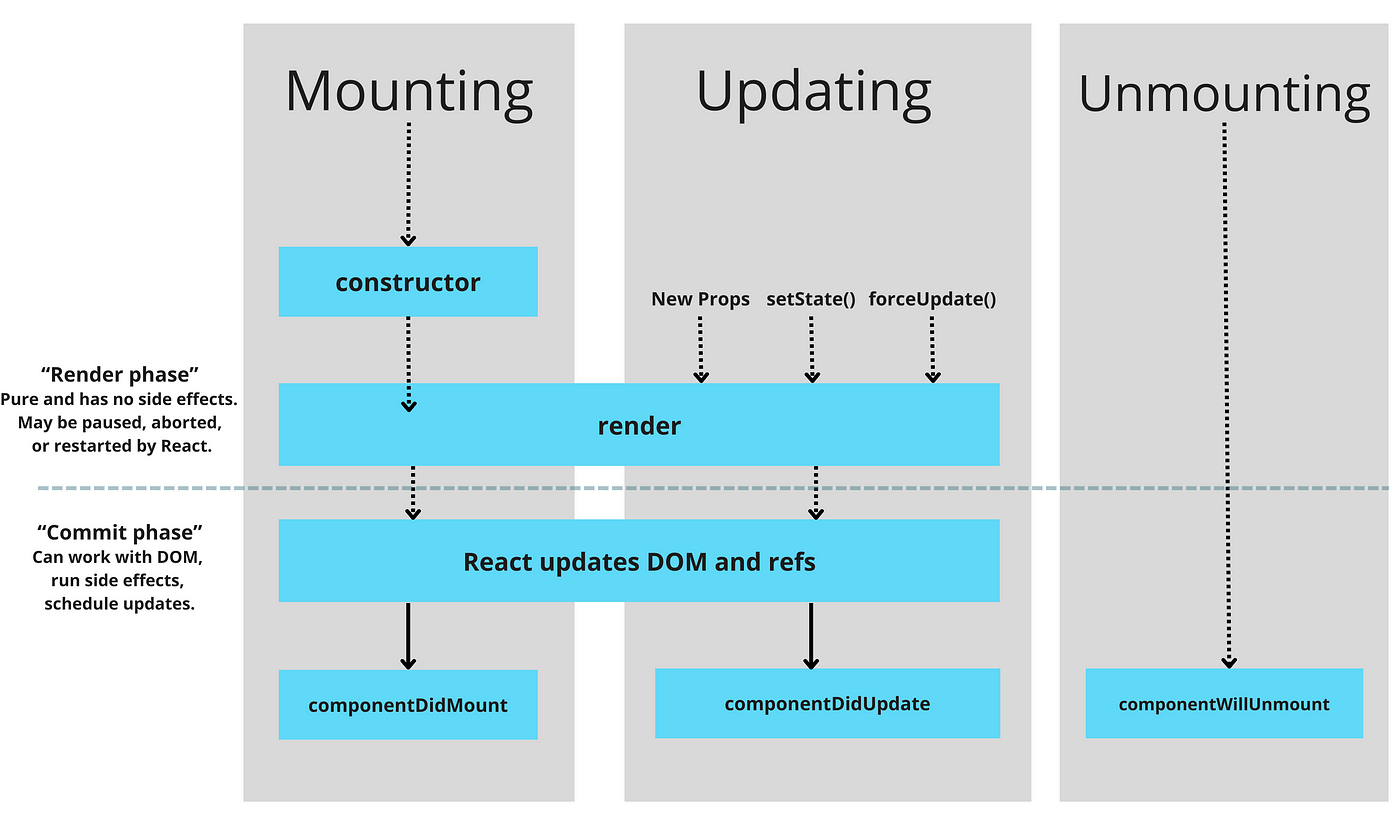 Mounting
Updating
Unmounting
constructor
New Props
setState()
forceUpdate()
“Render phase”
Pure and has no side effects.
May be paused, aborted,
or restarted by React.
render
“Commit phase”
Can work with DOM,
run side effects,
schedule updates.
React updates DOM and refs
componentDidMount
componentDidUpdate
componentWillUnmount